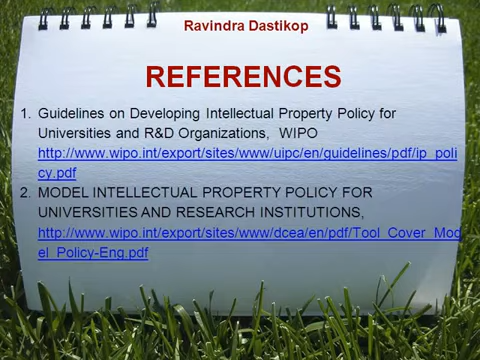 Ravindra Dastikop
REFERENCES
1. Guidelines on Developing Intellectual Property Policy for
Universities and R&D Organizations, WIPO
http://www.wipo.int/export/sites/www/uipc/en/guidelines/pdf/ip_poli
cy.pdf
2. MODEL INTELLECTUAL PROPERTY POLICY FOR
UNIVERSITIES AND RESEARCH INSTITUTIONS,
http://www.wipo.int/export/sites/www/dcea/en/pdf/Tool_Cover_Mod
el_Policy-Eng.pdf